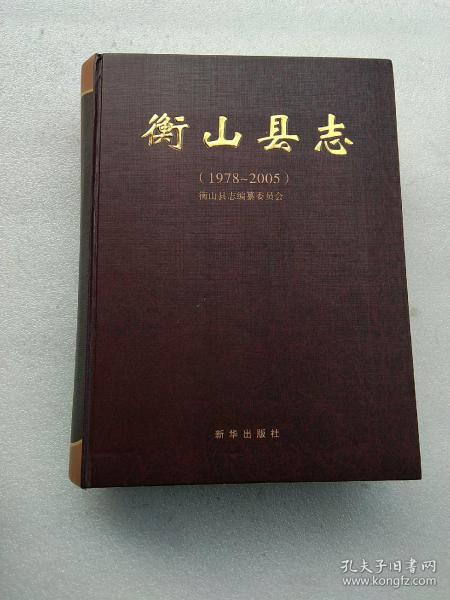 衡山县志
（1978~2005）
衡山县志编纂委员会
新华出版社
孔夫子旧书网
www.kongfz.com